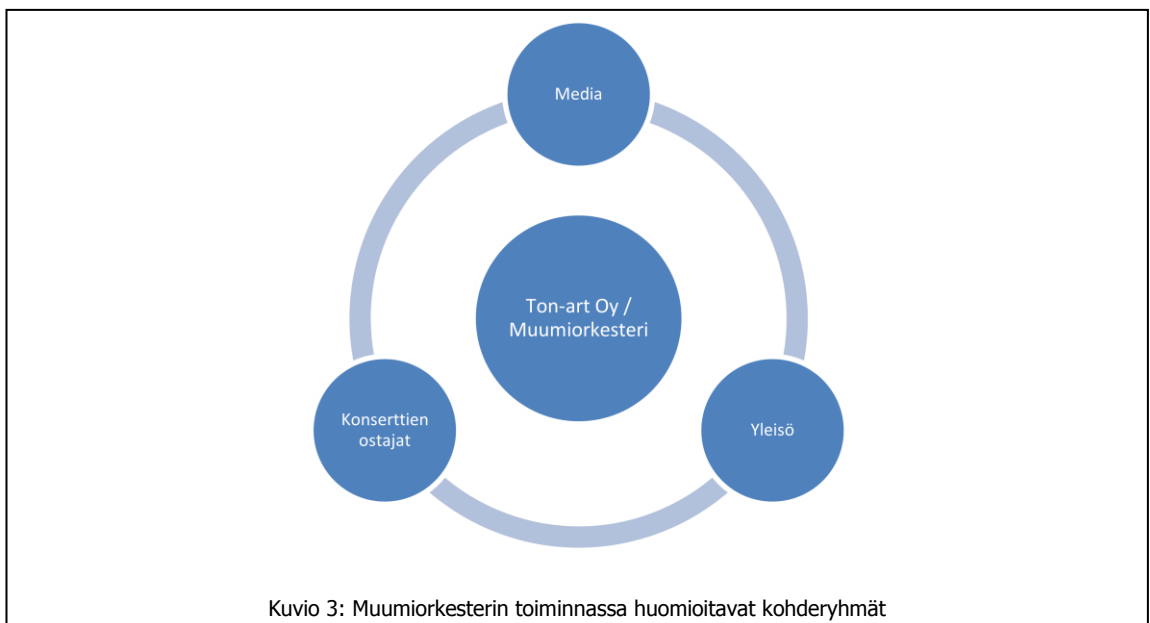 Media
Ton-art Oy /
Muumiorkesteri
Konserttien
ostajat
Yleisö
Kuvio 3: Muumiorkesterin toiminnassa huomioitavat kohderyhmät